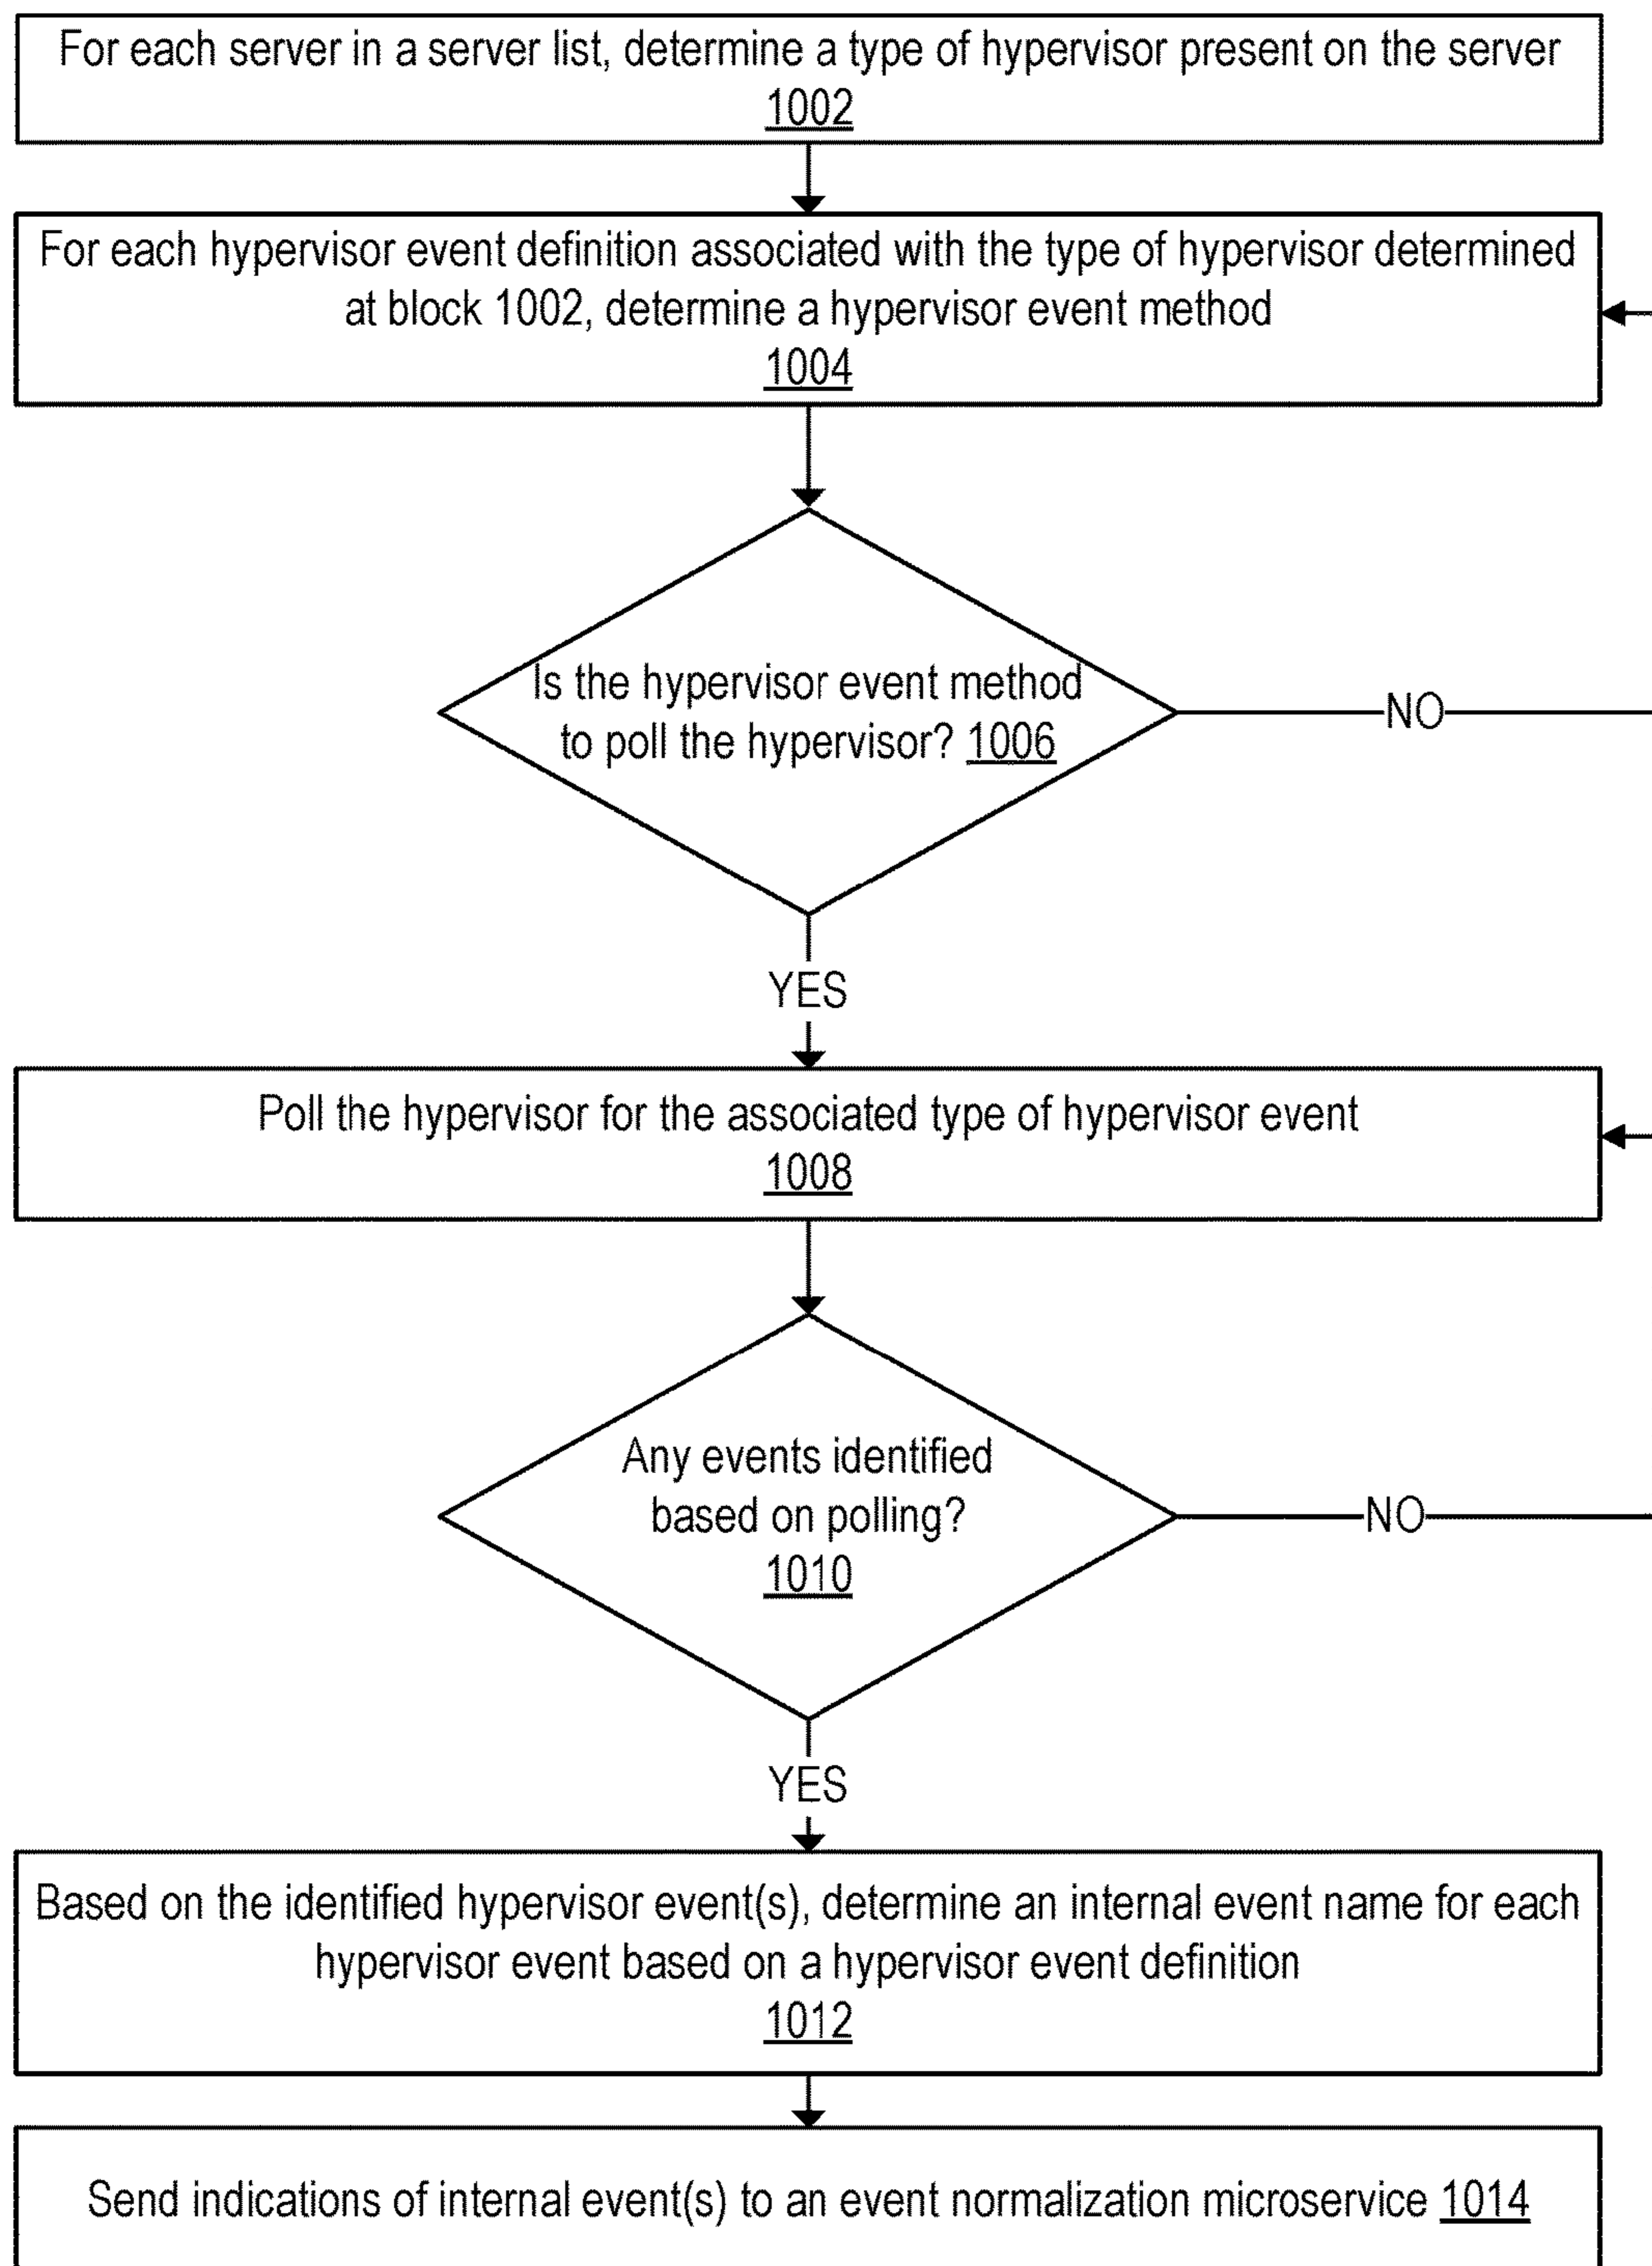 For each server in a server list, determine a type of hypervisor present on the server
1002
For each hypervisor event definition associated with the type of hypervisor determined
at block 1002, determine a hypervisor event method
1004
Is the hypervisor event method
to poll the hypervisor? 1006
NO
YES
Poll the hypervisor for the associated type of hypervisor event
1008
Any events identified
based on polling?
1010
NO
YES
Based on the identified hypervisor event(s), determine an internal event name for each
hypervisor event based on a hypervisor event definition
1012
Send indications of internal event(s) to an event normalization microservice 1014